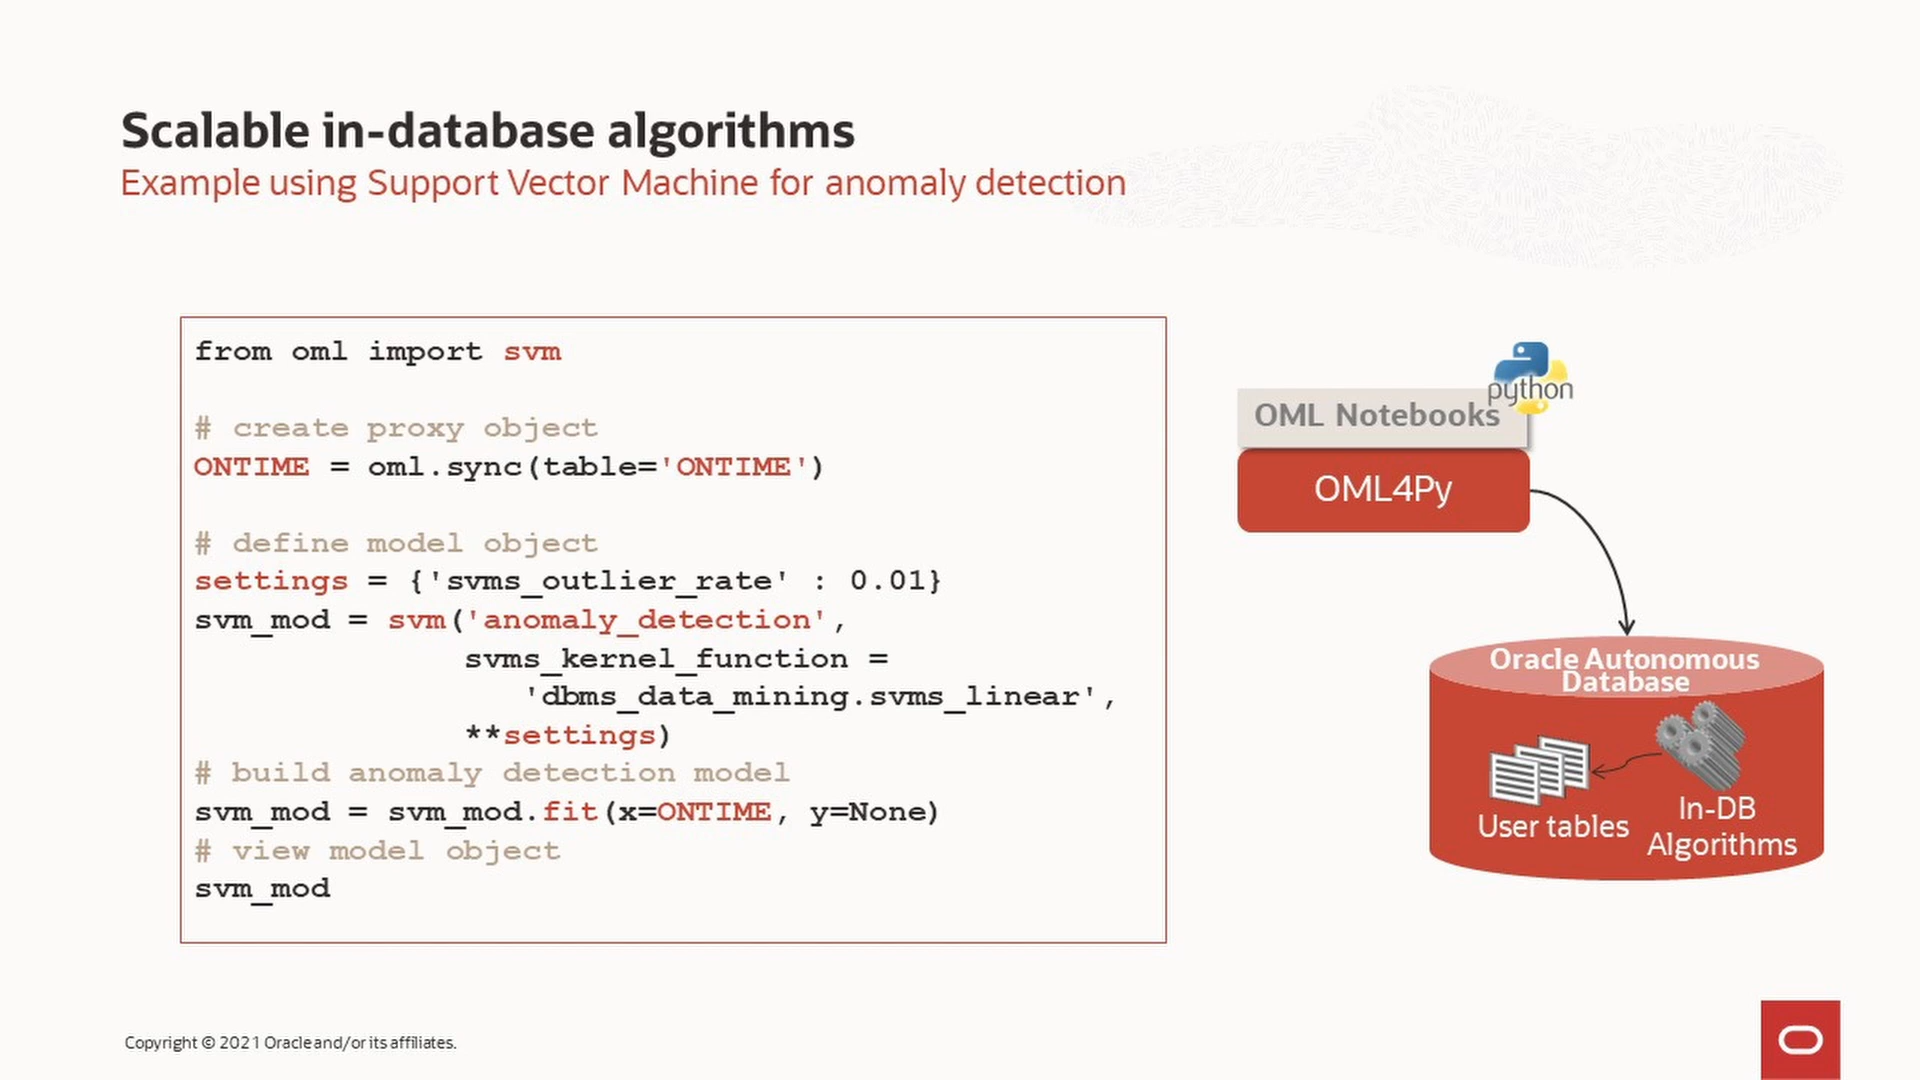 Scalable in-database algorithms
Example using Support Vector Machine for anomaly detection
from oml import svm
# create proxy object
ONTIME = oml.sync(table='ONTIME')
# define model object
settings = {'svms_outlier_rate' : 0.01}
svm_mod = svm('anomaly_detection',
svms_kernel_function =
'dbms_data_mining.svms_linear',
**settings)
# build anomaly detection model
svm_mod = svm_mod.fit(x=ONTIME, y=None)
# view model object
svm_mod
python
OML Notebooks
OML4Py
Oracle Autonomous
Database
User tables
In-DB
Algorithms
Copyright © 2021 Oracle and/or its affiliates.